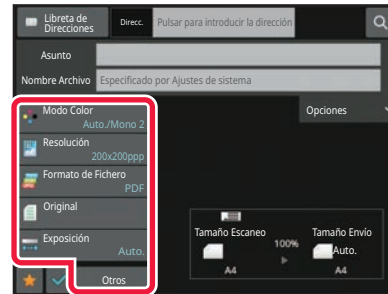 Libreta de
Direcciones
Direcc.
Pulsar para introducir la dirección
Asunto
Nombre Archivo
Especificado por Ajustes de sistema
Modo Color
Auto./Mono 2
Opciones
Resolución
200x200ppp
Formato de Fichero
PDF
Original
Exposición
Auto.
Otros
Tamaño Escaneo
100%
Tamaño Envío
Auto.
A4
A4